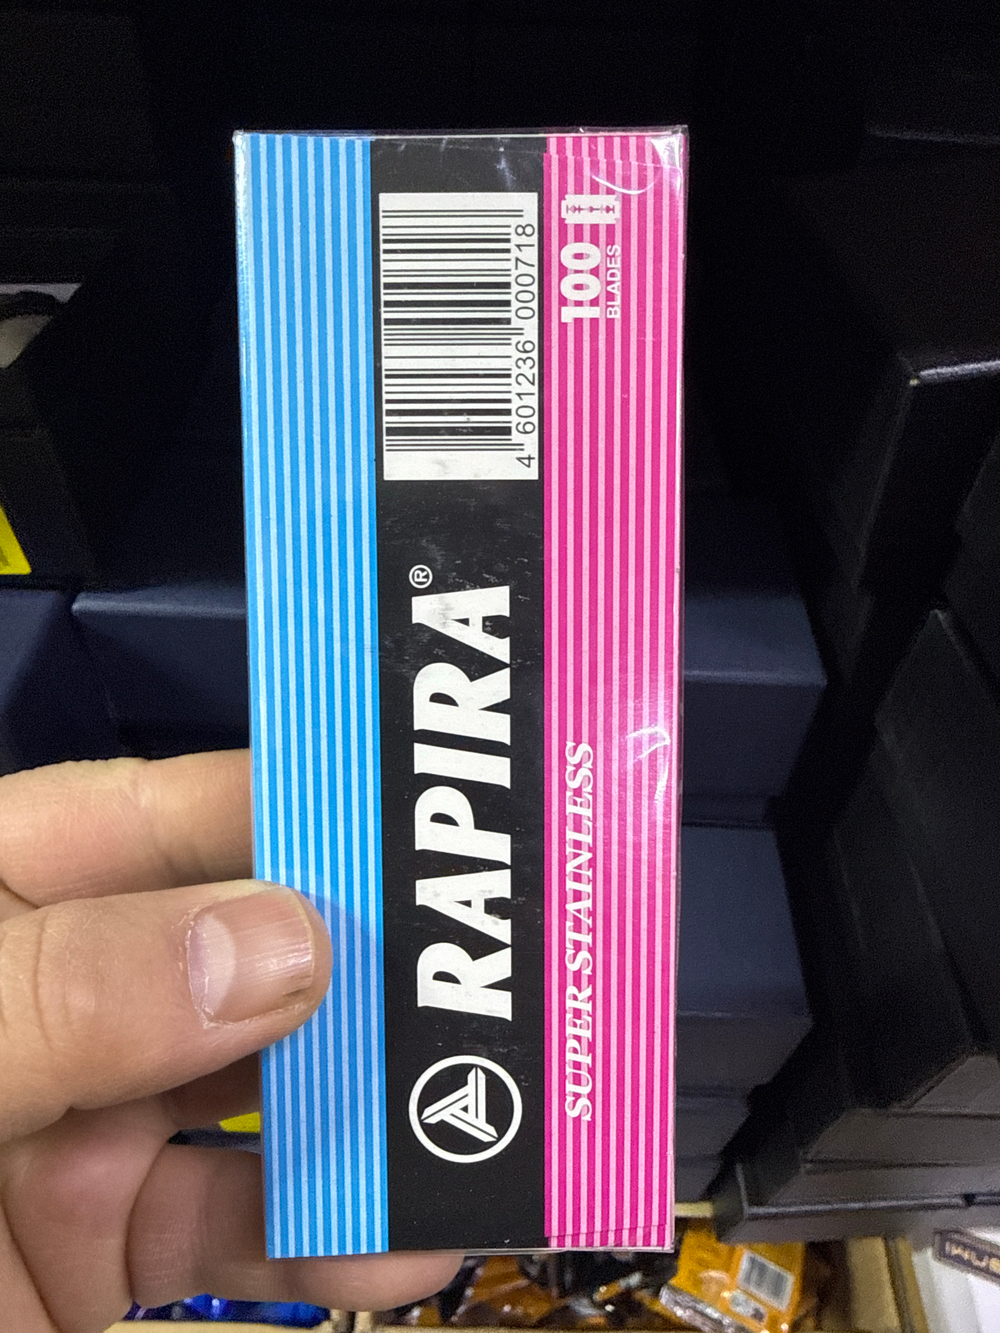 RAPIRA®
SUPER STAINLESS
100
BLADES
4 601236 000718